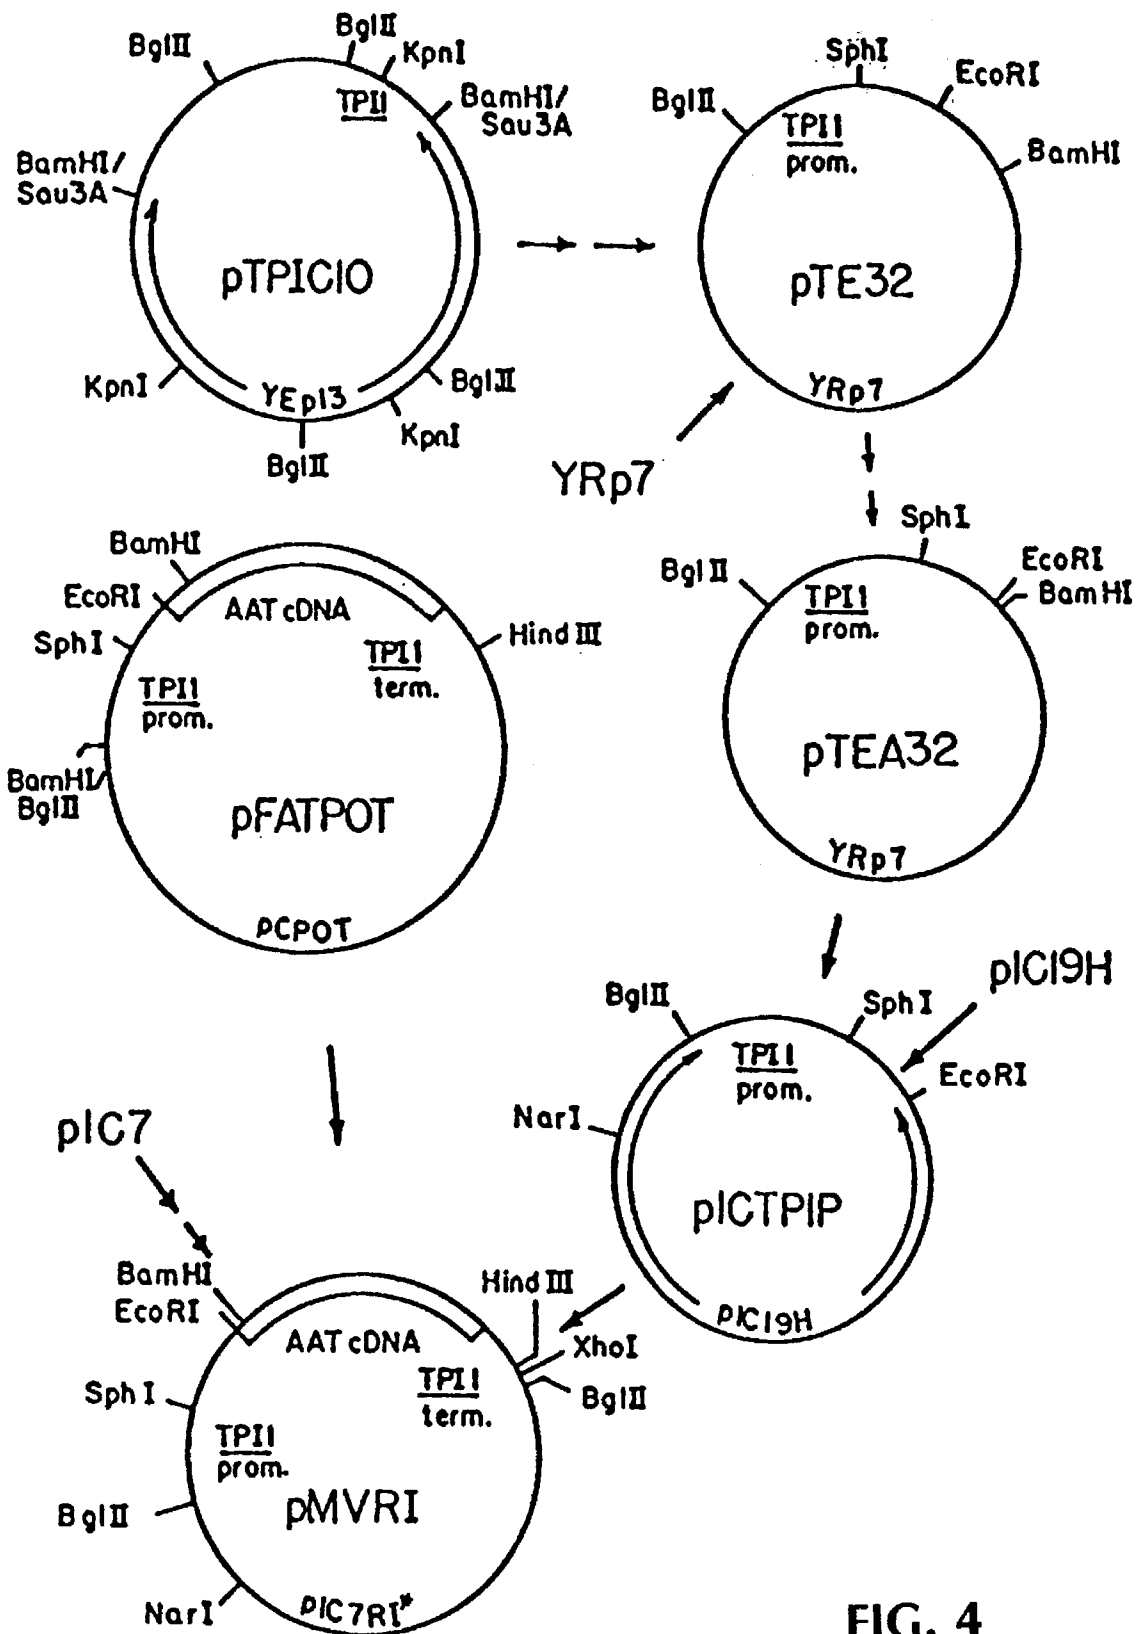 BglII
BglII
KpnI
TPI1
BamHI/
Sau3A
BamHI/
Sau3A
pTPIC10
KpnI
YEp13
BglII
KpnI
BglII
SphI
EcoRI
BglII
TPI1
prom.
BamHI
pTE32
YRp7
YRp7
BamHI
EcoRI
AAT cDNA
SphI
TPI1
term.
HindIII
TPI1
prom.
BamHI/
BglII
pFATPOT
pCPOT
SphI
BglII
EcoRI
BamHI
TPI1
prom.
pTEA32
YRp7
pIC19H
BglII
SphI
TPI1
prom.
EcoRI
NarI
pICTPIP
pIC19H
pIC7
BamHI
EcoRI
HindIII
AAT cDNA
XhoI
SphI
TPI1
term.
BglII
TPI1
prom.
BglII
pMVRI
NarI
pIC7RI*
FIG. 4